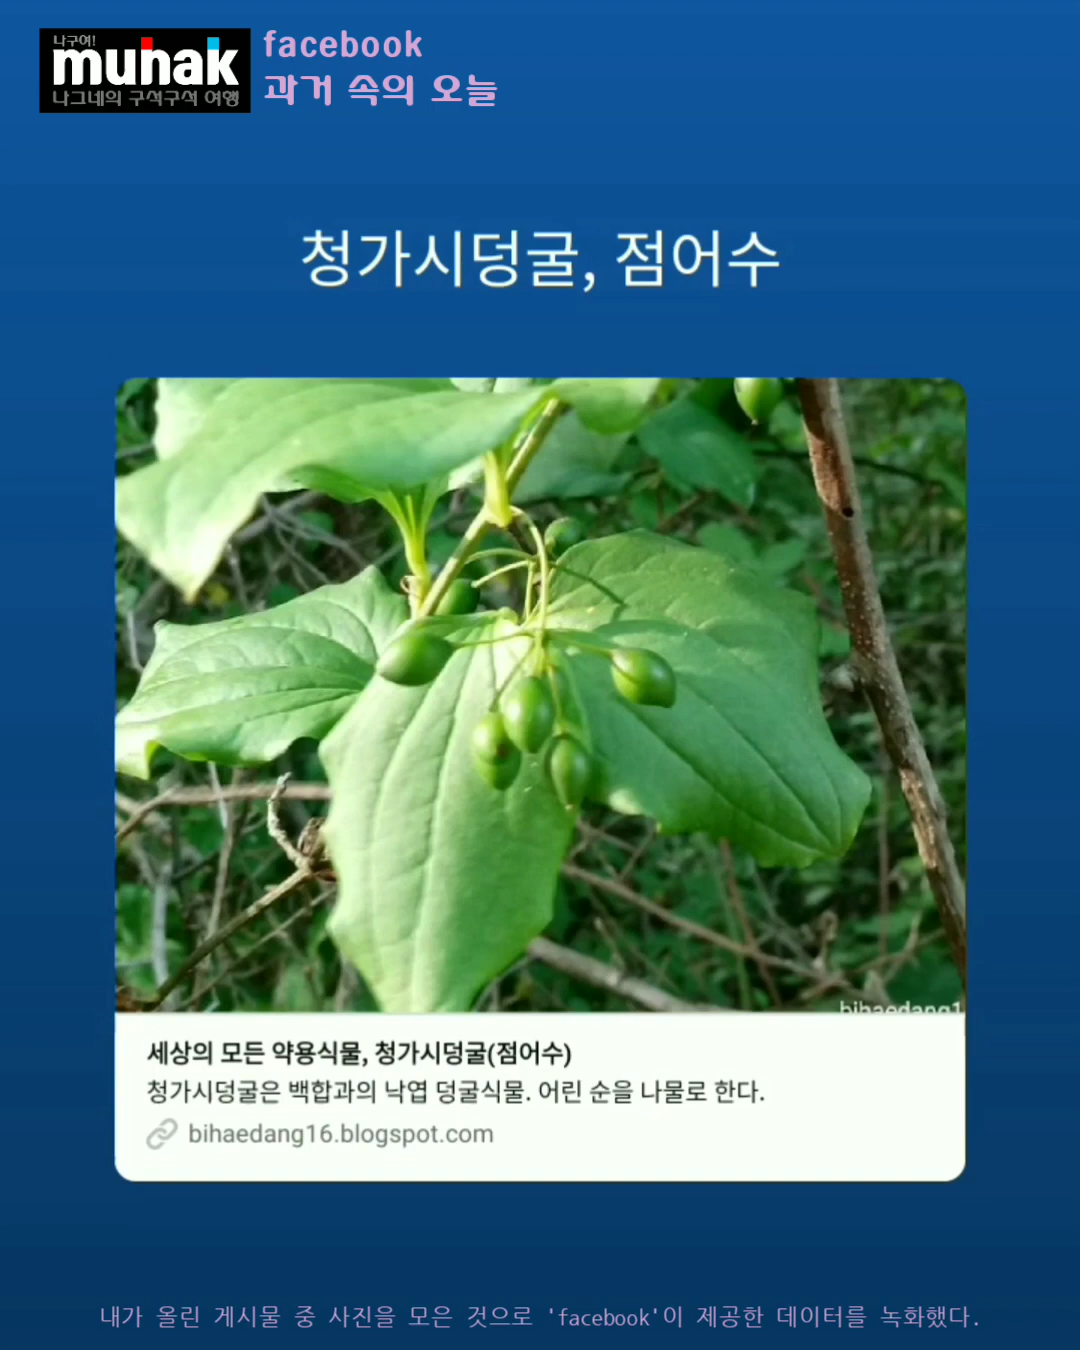 나구여!
munak
나그네의 구석구석 여행
facebook
과거 속의 오늘
청가시덩굴, 점어수
bihaedang1
세상의 모든 약용식물, 청가시덩굴(점어수)
청가시덩굴은 백합과의 낙엽 덩굴식물. 어린 순을 나물로 한다.
bihaedang16.blogspot.com
내가 올린 게시물 중 사진을 모은 것으로 'facebook'이 제공한 데이터를 녹화했다.